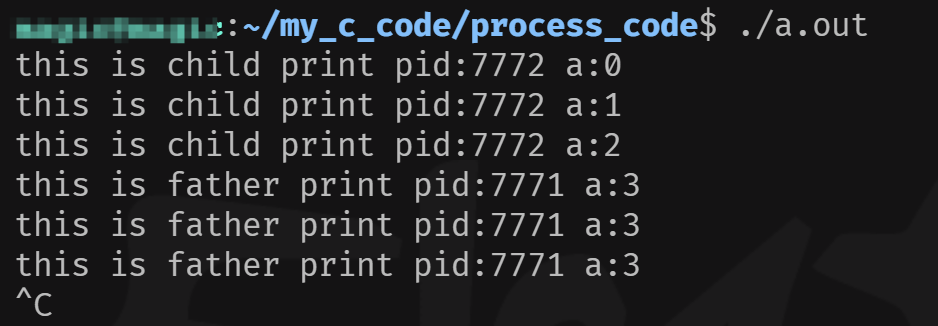 :~/my_c_code/process_code$ ./a.out
this is child print pid:7772 a:0
this is child print pid:7772 a:1
this is child print pid:7772 a:2
this is father print pid:7771 a:3
this is father print pid:7771 a:3
this is father print pid:7771 a:3
^C